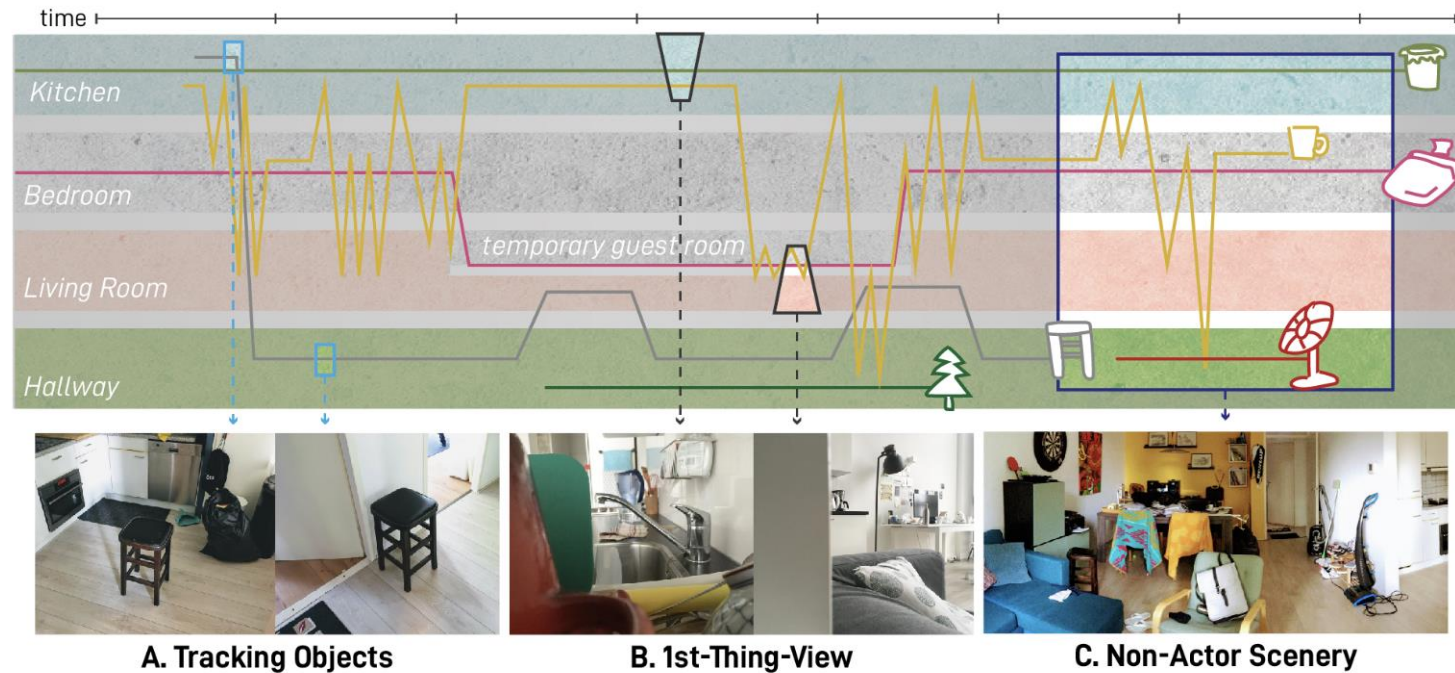 time
Kitchen
Bedroom
temporary guest room
Living Room
Hallway
A. Tracking Objects
B. 1st-Thing-View
C. Non-Actor Scenery